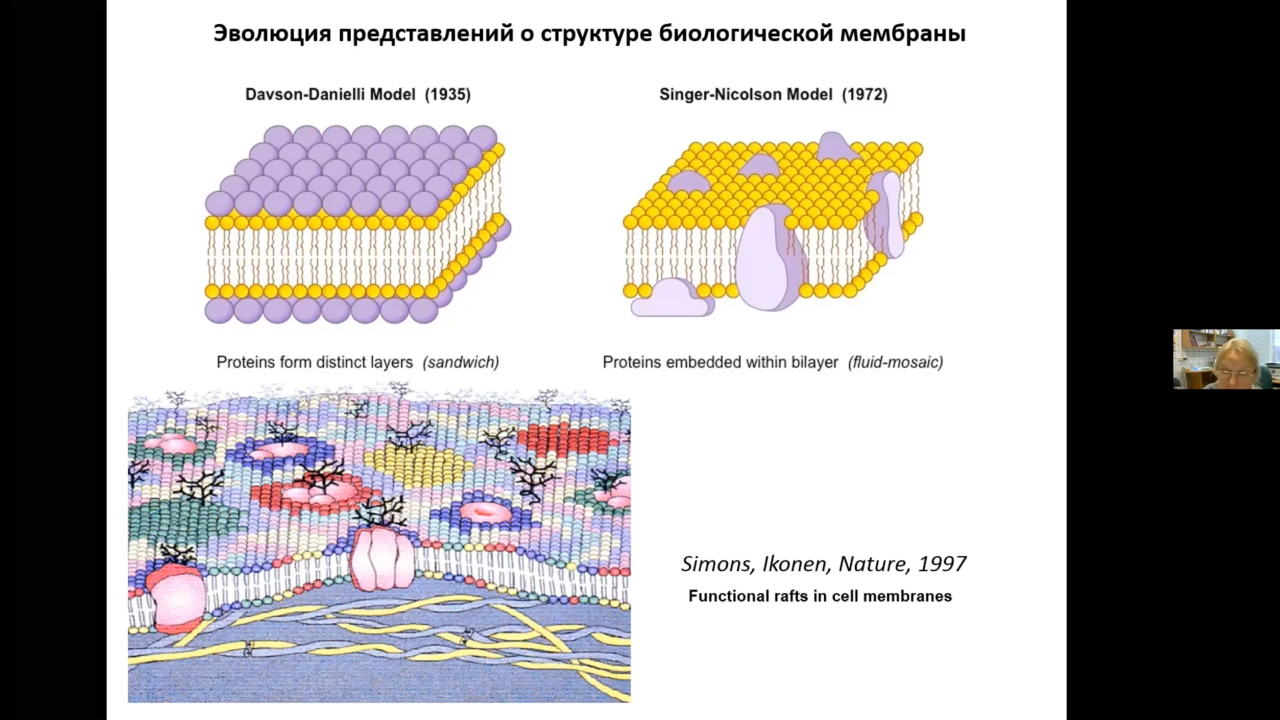 Эволюция представлений о структуре биологической мембраны
Davson-Danielli Model (1935)
Singer-Nicolson Model (1972)
Proteins form distinct layers (sandwich)
Proteins embedded within bilayer (fluid-mosaic)
Simons, Ikonen, Nature, 1997
Functional rafts in cell membranes